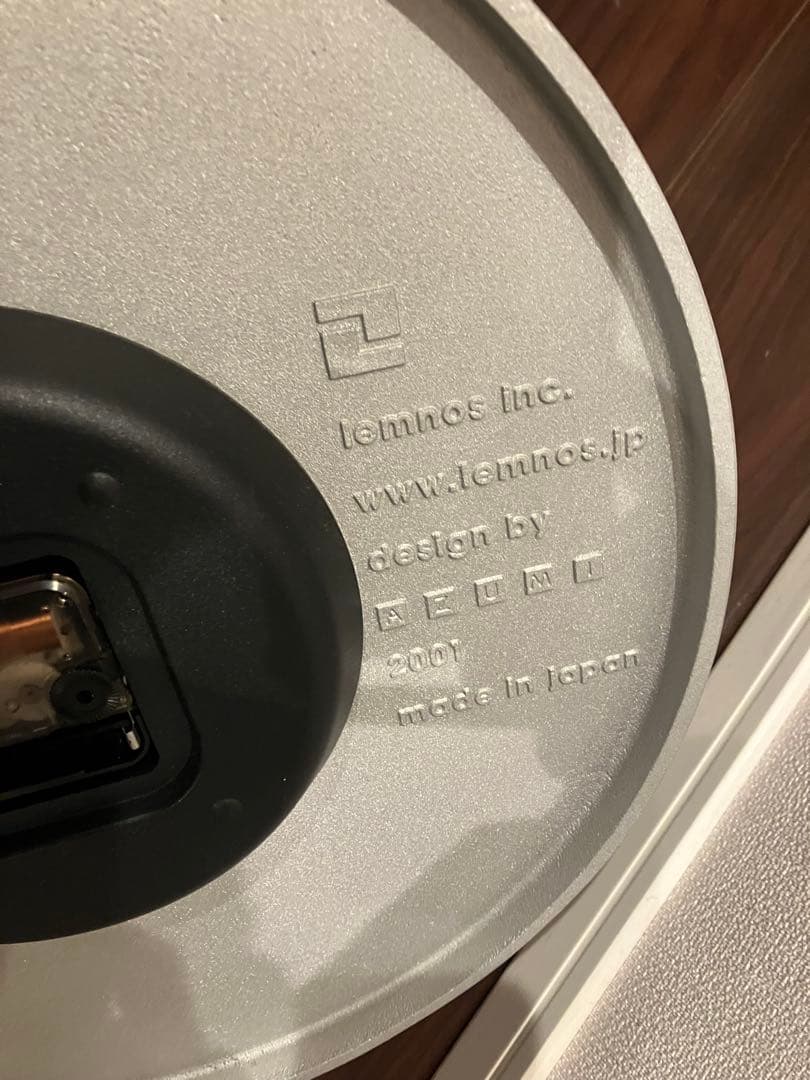 lemnos inc.
www.lemnos.jp
design by
AZUMI
2001
made in japan